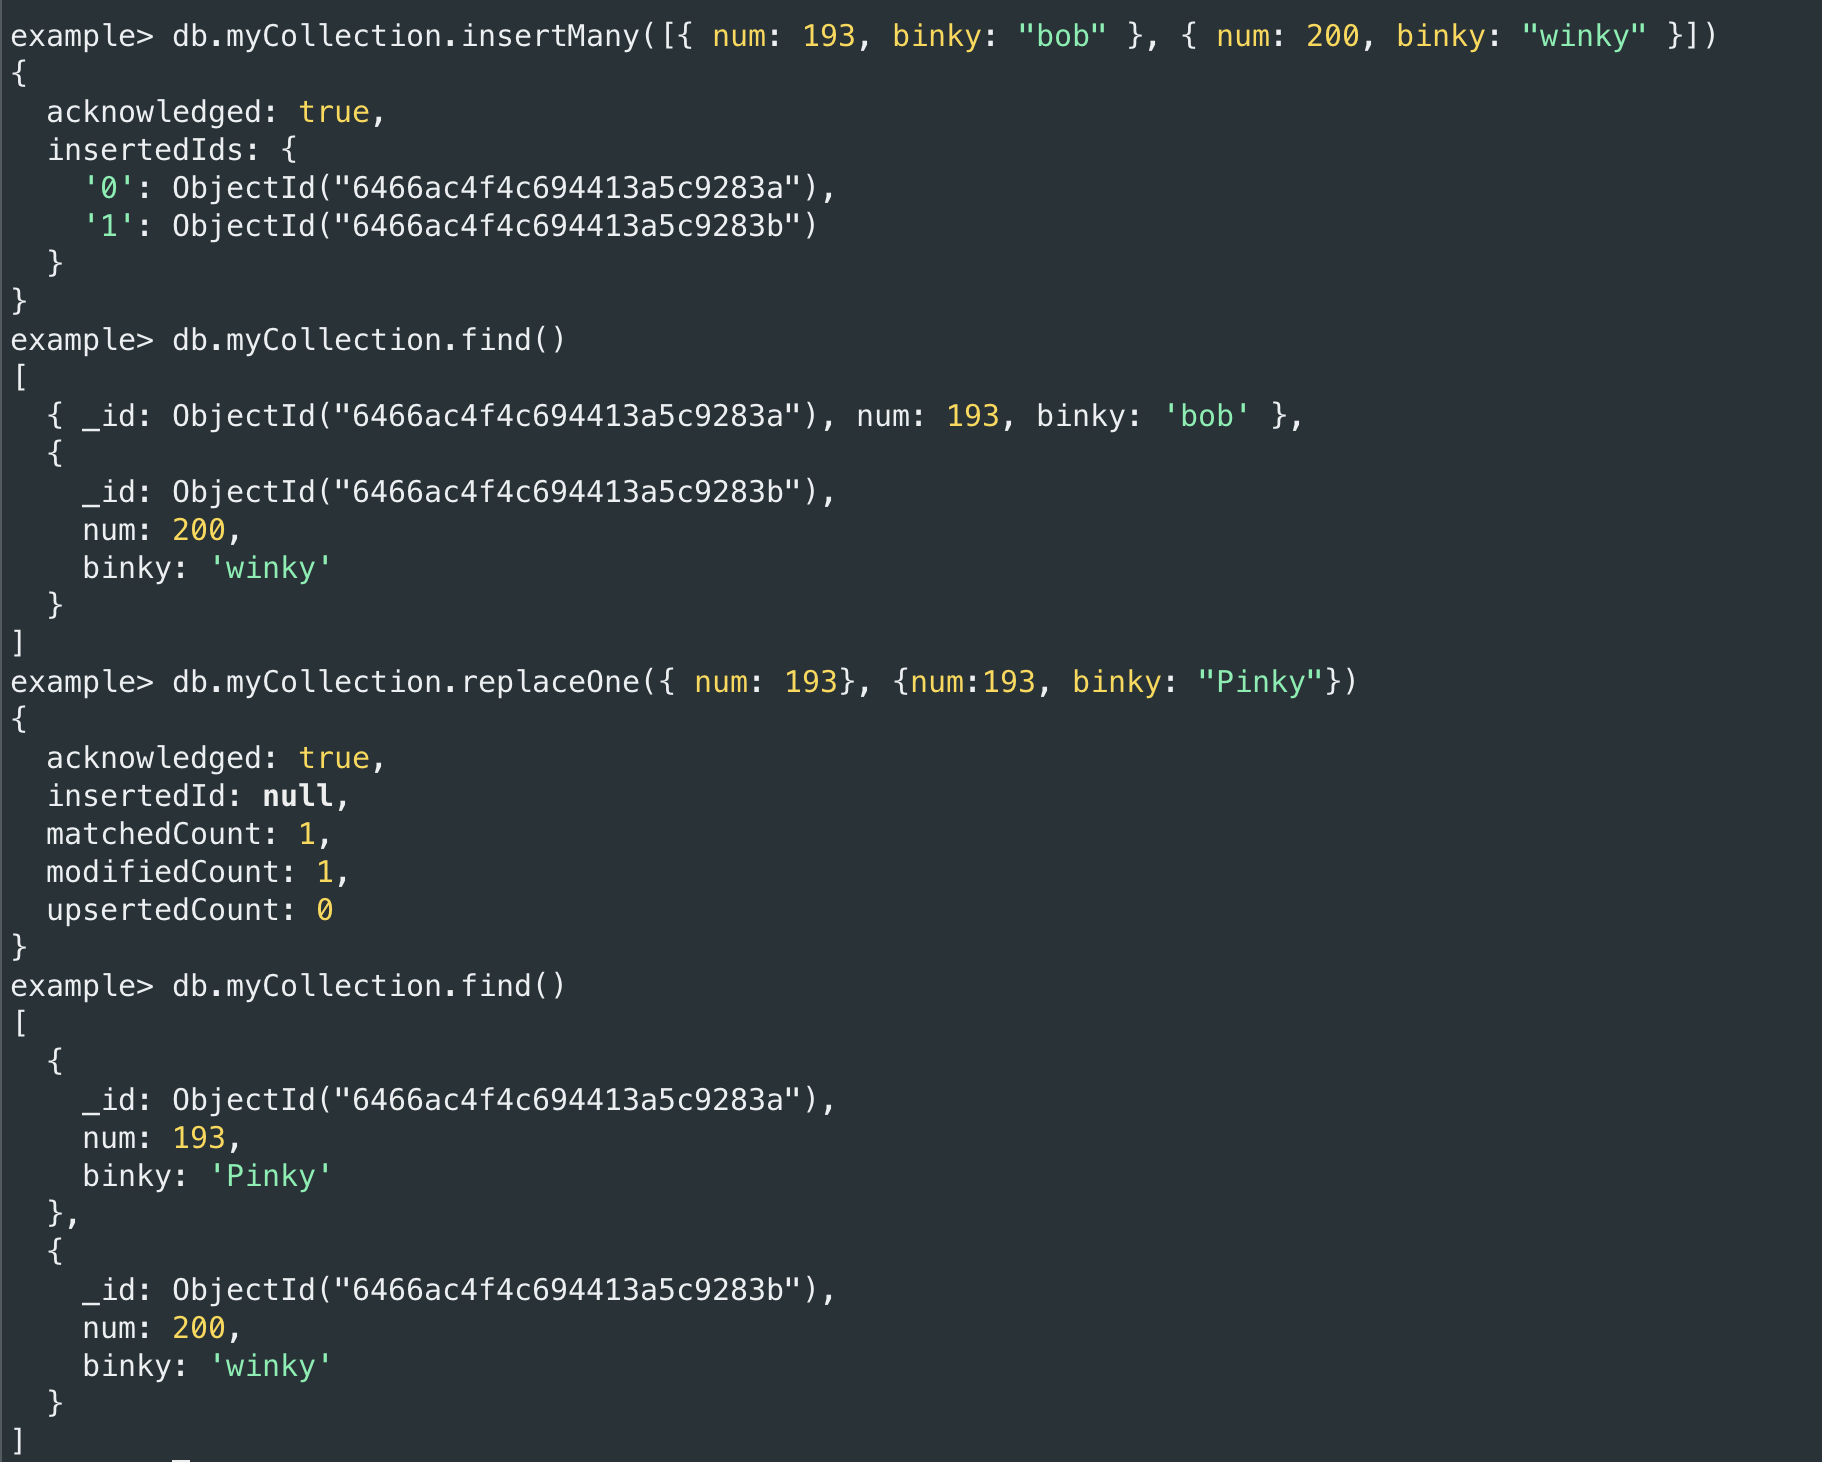 example> db.myCollection.insertMany([{ num: 193, binky: "bob" }, { num: 200, binky: "winky" }])
{
  acknowledged: true,
  insertedIds: {
    '0': ObjectId("6466ac4f4c694413a5c9283a"),
    '1': ObjectId("6466ac4f4c694413a5c9283b")
  }
}
example> db.myCollection.find()
[
  { _id: ObjectId("6466ac4f4c694413a5c9283a"), num: 193, binky: 'bob' },
  {
    _id: ObjectId("6466ac4f4c694413a5c9283b"),
    num: 200,
    binky: 'winky'
  }
]
example> db.myCollection.replaceOne({ num: 193}, {num:193, binky: "Pinky"})
{
  acknowledged: true,
  insertedId: null,
  matchedCount: 1,
  modifiedCount: 1,
  upsertedCount: 0
}
example> db.myCollection.find()
[
  {
    _id: ObjectId("6466ac4f4c694413a5c9283a"),
    num: 193,
    binky: 'Pinky'
  },
  {
    _id: ObjectId("6466ac4f4c694413a5c9283b"),
    num: 200,
    binky: 'winky'
  }
]